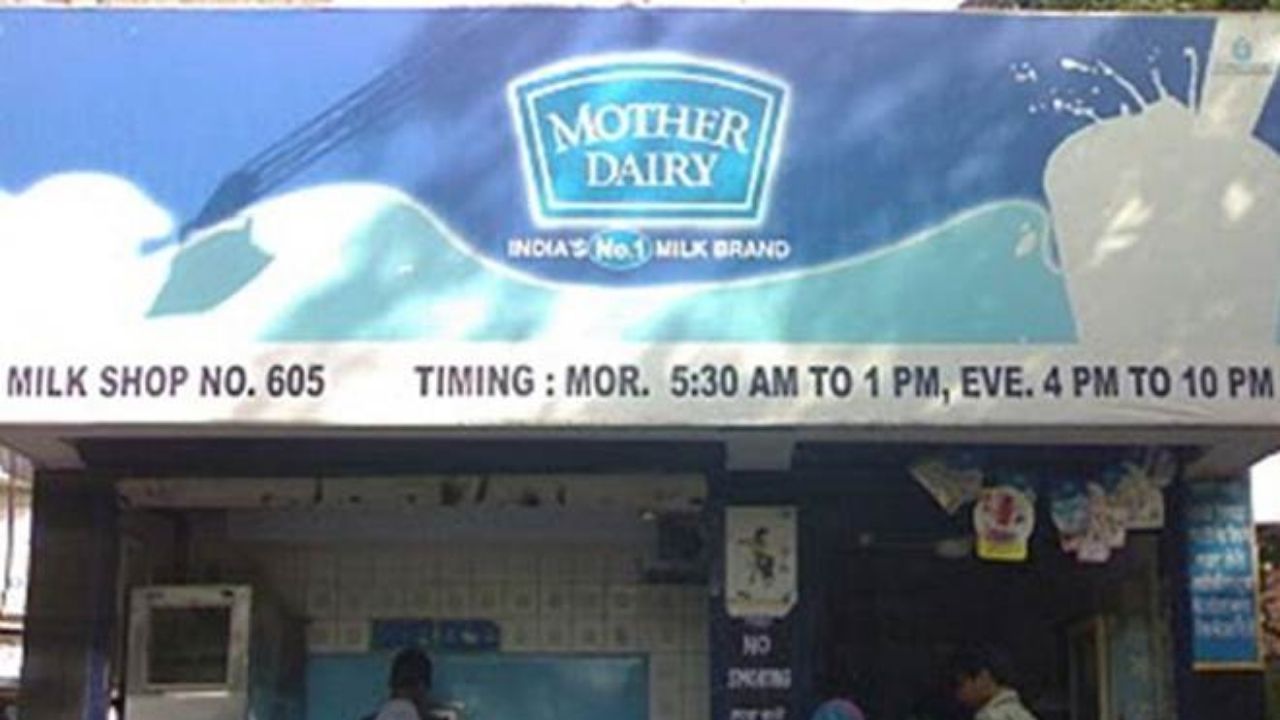 MOTHER
DAIRY
INDIA'S No.1 MILK BRAND
MILK SHOP NO. 605 TIMING : MOR. 5:30 AM TO 1 PM, EVE. 4 PM TO 10 PM
NO
SMOKING